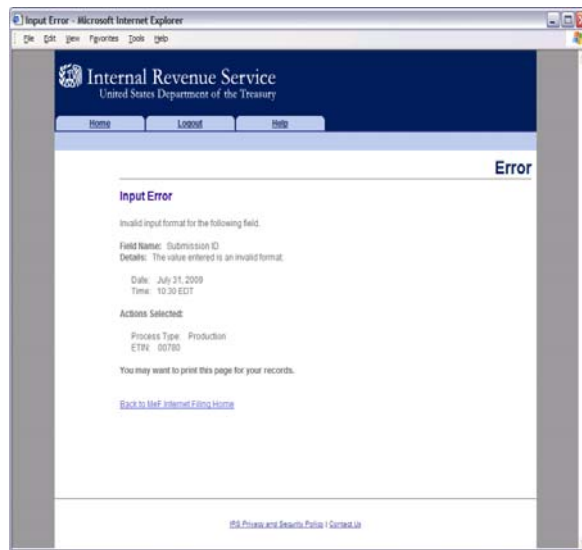 Input Error - Microsoft Internet Explorer
File Edit View Favorites Tools Help
Internal Revenue Service
United States Department of the Treasury
Home Logout Help
Error
Input Error
Invalid input format for the following field.
Field Name: Submission ID
Details: The value entered is an invalid format.
Date: July 31, 2009
Time: 10:30 EDT
Actions Selected:
Process Type: Production
ETIN: 00780
You may want to print this page for your records.
Back to MeF Internet Filing Home
IRS Privacy and Security Policy | Contact Us